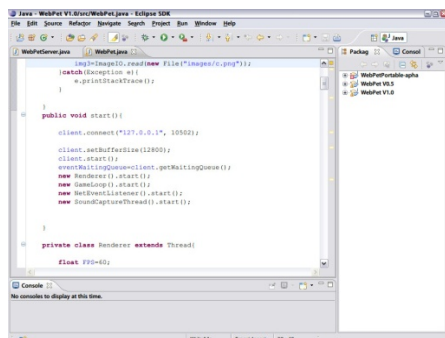 Java - WebPet V1.0/src/WebPet.java - Eclipse SDK
File Edit Source Refactor Navigate Search Project Run Window Help
Java
WebPetServer.java
WebPet.java
Packag
Consol
img3=ImageIO.read(new File("images/c.png"));
}catch(Exception e){
e.printStackTrace();
}
}
public void start(){
client.connect("127.0.0.1", 10502);
client.setBufferSize(12800);
client.start();
eventWaitingQueue=client.getWaitingQueue();
new Renderer().start();
new GameLoop().start();
new NetEventListener().start();
new SoundCaptureThread().start();
}
private class Renderer extends Thread{
float FPS=60;
WebPetPortable-apha
WebPet V0.5
WebPet V1.0
Console
No consoles to display at this time.